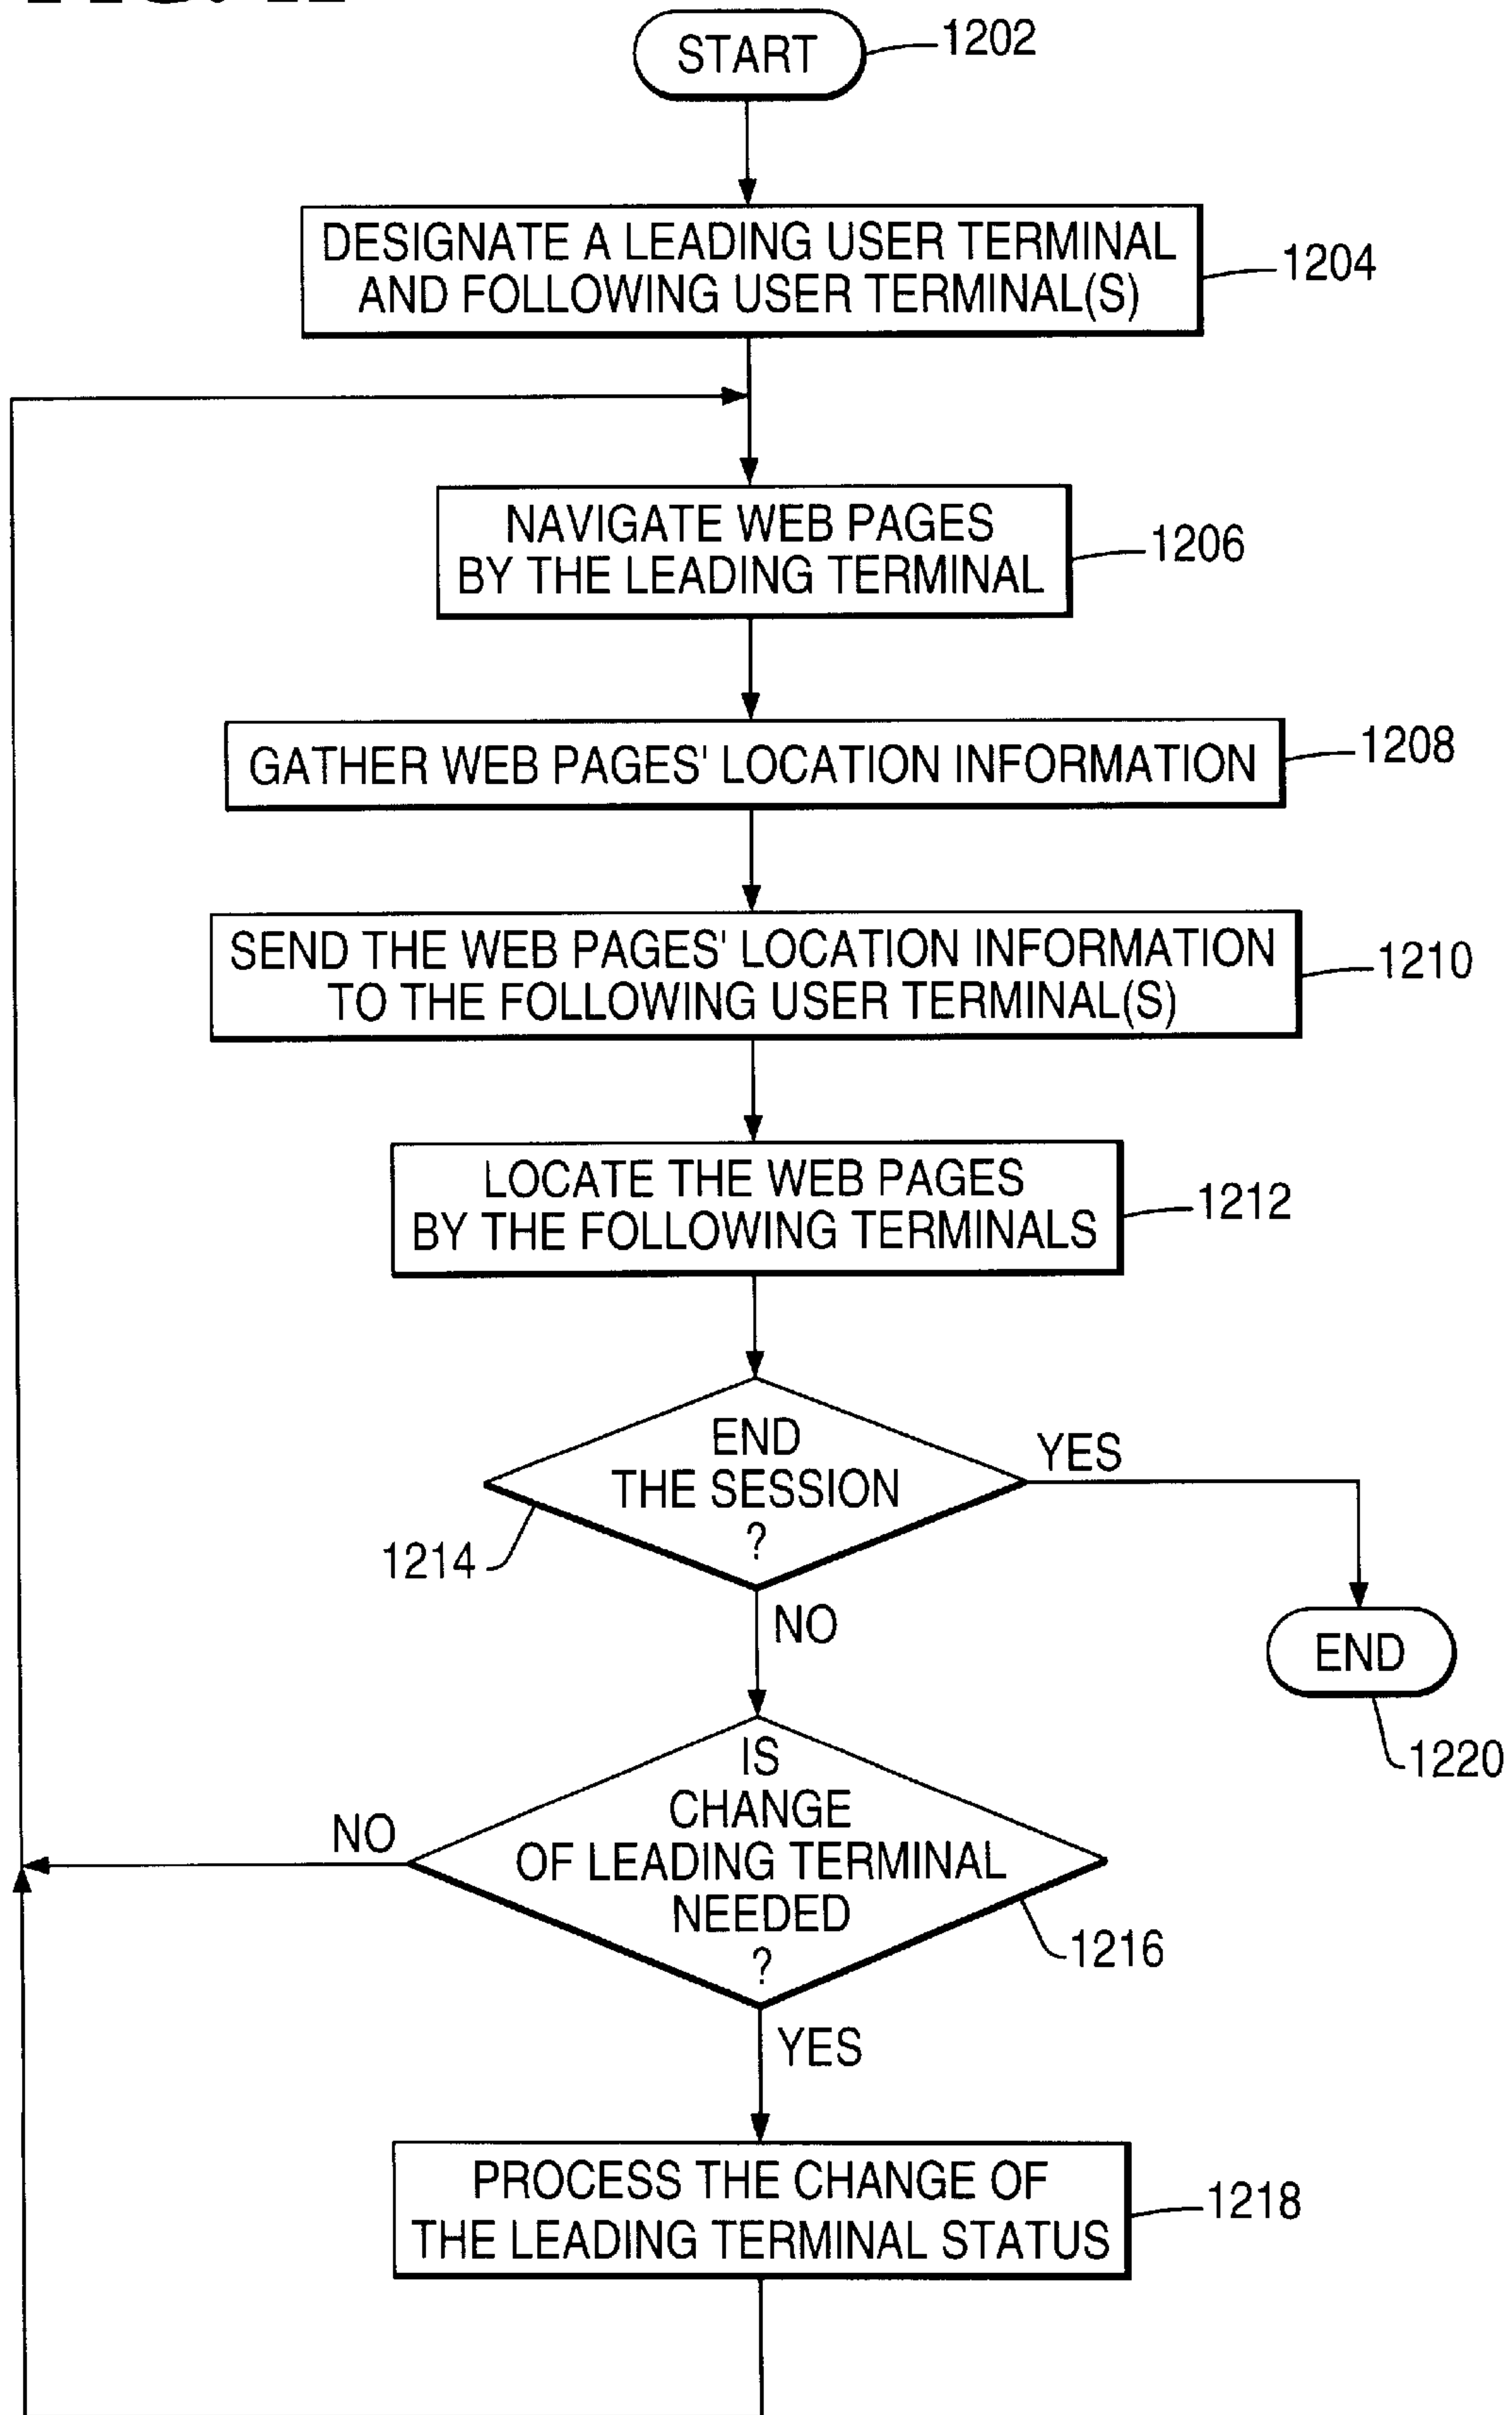 START
1202
DESIGNATE A LEADING USER TERMINAL
AND FOLLOWING USER TERMINAL(S)
1204
NAVIGATE WEB PAGES
BY THE LEADING TERMINAL
1206
GATHER WEB PAGES' LOCATION INFORMATION
1208
SEND THE WEB PAGES' LOCATION INFORMATION
TO THE FOLLOWING USER TERMINAL(S)
1210
LOCATE THE WEB PAGES
BY THE FOLLOWING TERMINALS
1212
END
THE SESSION
?
YES
1214
NO
END
1220
IS
CHANGE
OF LEADING TERMINAL
NEEDED
?
NO
1216
YES
PROCESS THE CHANGE OF
THE LEADING TERMINAL STATUS
1218